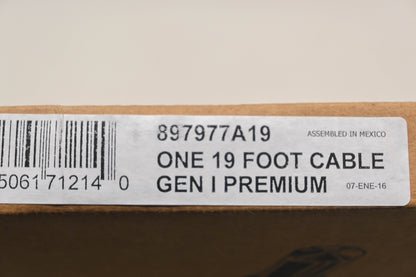 897977A19
ASSEMBLED IN MEXICO
ONE 19 FOOT CABLE
GEN I PREMIUM
07-ENE-16
5061 71214 0